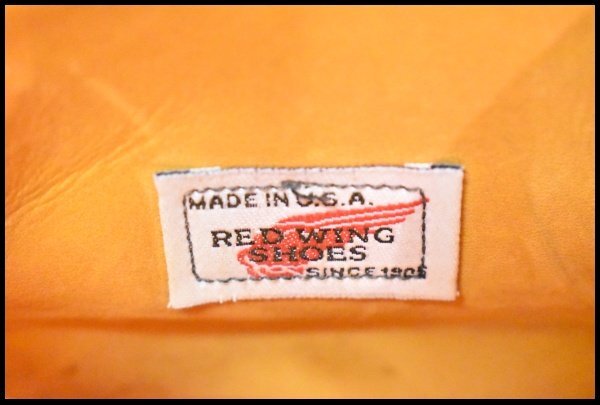 MADE IN U.S.A.
RED WING
SHOES
SINCE 1905